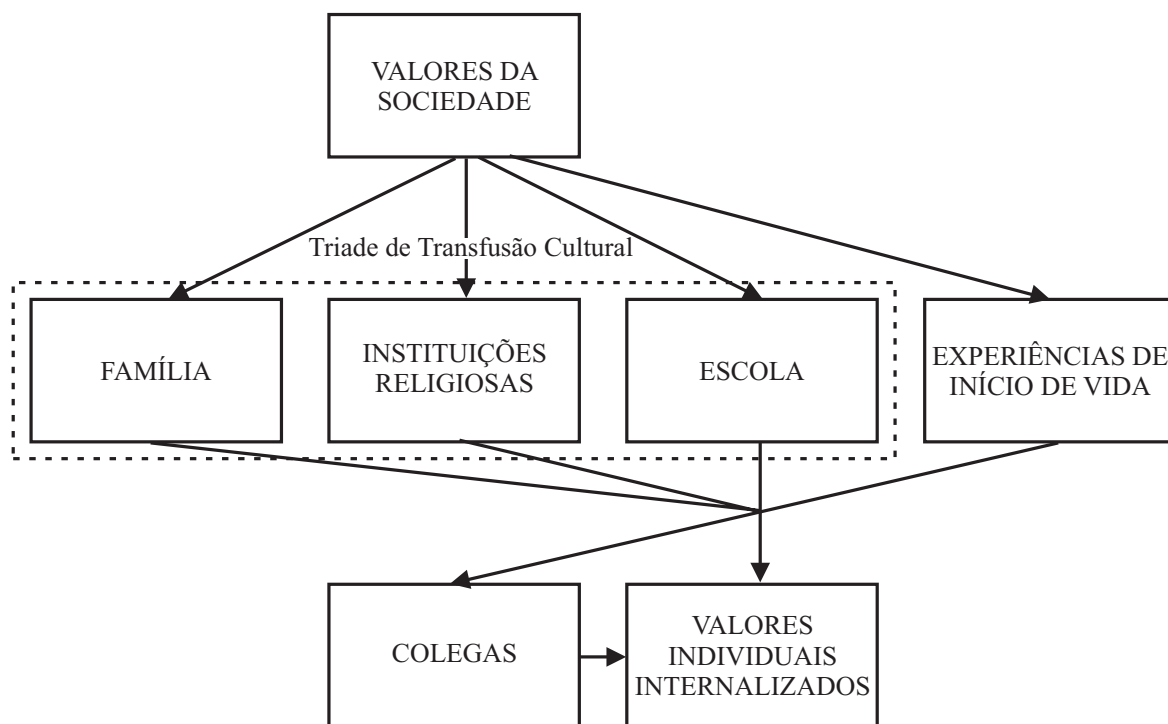 VALORES DA
SOCIEDADE
Triade de Transfusão Cultural
FAMÍLIA
INSTITUIÇÕES
RELIGIOSAS
ESCOLA
EXPERIÊNCIAS DE
INÍCIO DE VIDA
COLEGAS
VALORES
INDIVIDUAIS
INTERNALIZADOS